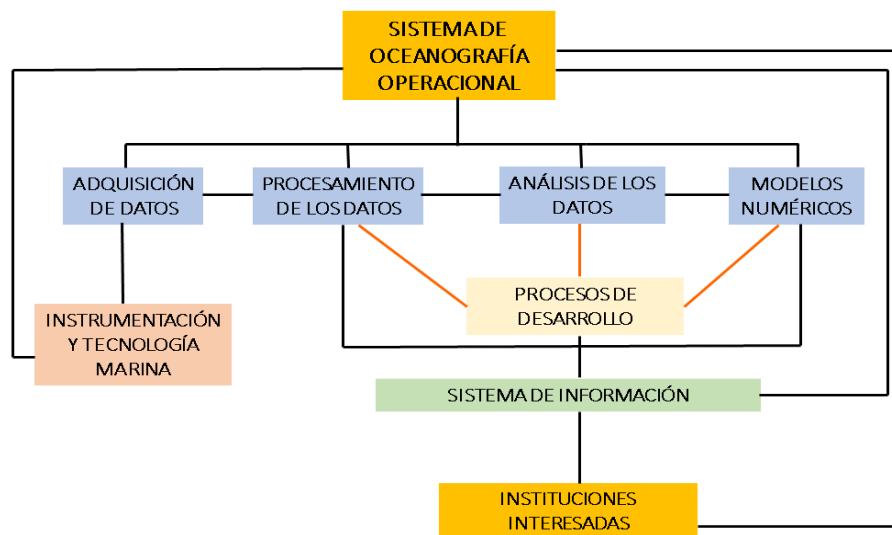 SISTEMA DE
OCEANOGRAFÍA
OPERACIONAL
ADQUISICIÓN
DE DATOS
PROCESAMIENTO
DE LOS DATOS
ANÁLISIS DE LOS
DATOS
MODELOS
NUMÉRICOS
PROCESOS DE
DESARROLLO
INSTRUMENTACIÓN
Y TECNOLOGÍA
MARINA
SISTEMA DE INFORMACIÓN
INSTITUCIONES
INTERESADAS